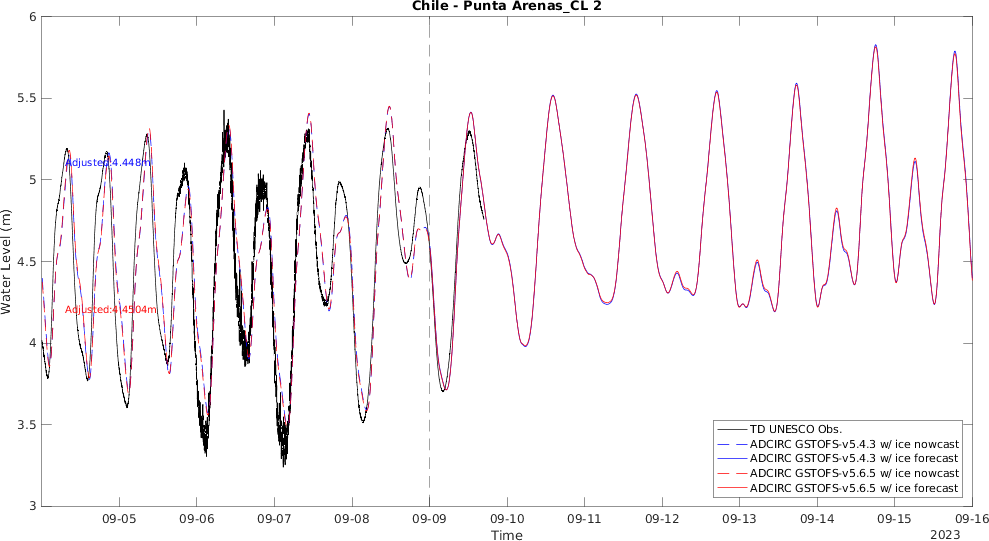 Chile - Punta Arenas_CL 2
6
5.5
5
4.5
4
3.5
3
Water Level (m)
Adjusted:4.448m
Adjusted:4.4504m
TD UNESCO Obs.
ADCIRC GSTOFS-v5.4.3 w/ ice nowcast
ADCIRC GSTOFS-v5.4.3 w/ ice forecast
ADCIRC GSTOFS-v5.6.5 w/ ice nowcast
ADCIRC GSTOFS-v5.6.5 w/ ice forecast
09-05 09-06 09-07 09-08 09-09 09-10 09-11 09-12 09-13 09-14 09-15 09-16
Time
2023